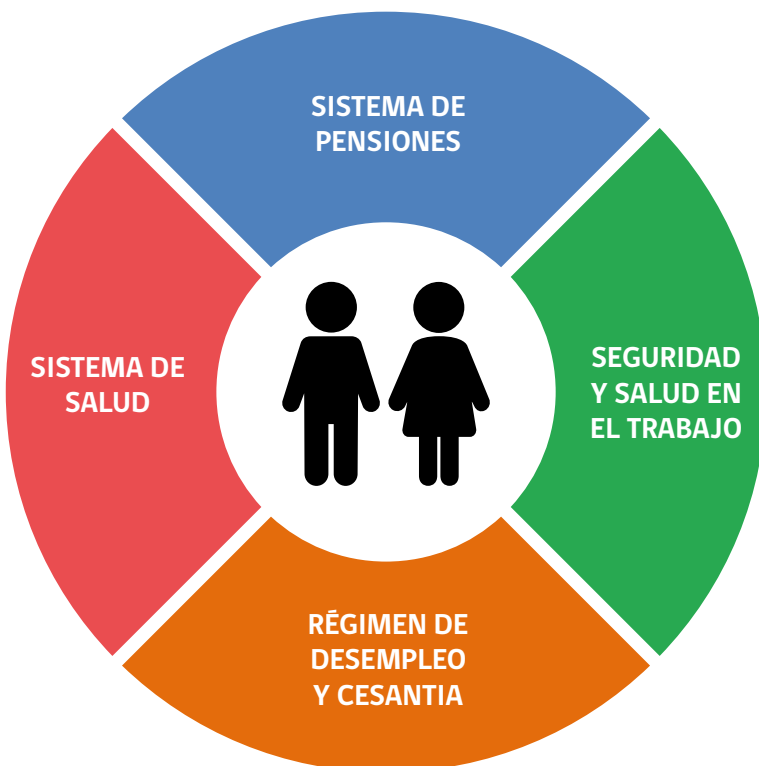 SISTEMA DE
PENSIONES
SISTEMA DE
SALUD
SEGURIDAD
Y SALUD EN
EL TRABAJO
RÉGIMEN DE
DESEMPLEO
Y CESANTIA